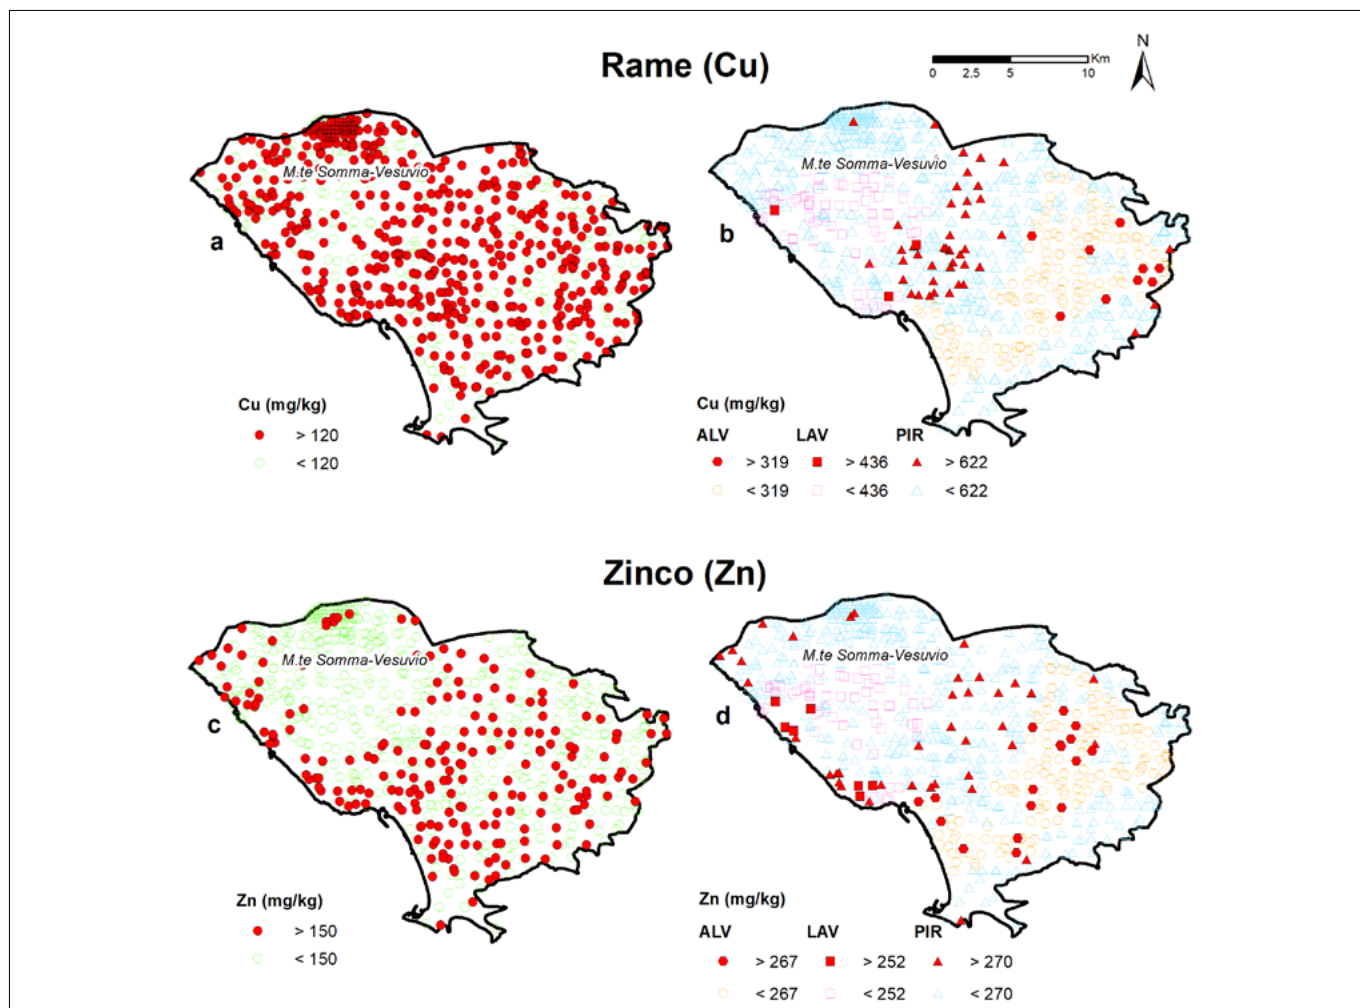 Rame (Cu)
0 2.5 5 10 Km
N
M.te Somma-Vesuvio
a
Cu (mg/kg)
> 120
< 120
M.te Somma-Vesuvio
b
Cu (mg/kg)
ALV LAV PIR
> 319 > 436 > 622
< 319 < 436 < 622
Zinco (Zn)
M.te Somma-Vesuvio
c
Zn (mg/kg)
> 150
< 150
M.te Somma-Vesuvio
d
Zn (mg/kg)
ALV LAV PIR
> 267 > 252 > 270
< 267 < 252 < 270